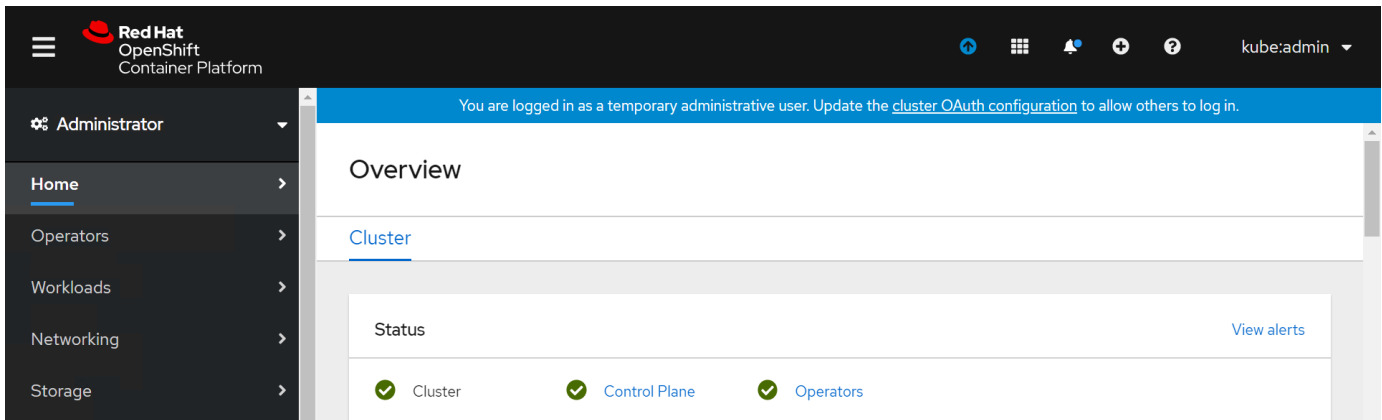 Red Hat
OpenShift
Container Platform
kube:admin
Administrator
You are logged in as a temporary administrative user. Update the cluster OAuth configuration to allow others to log in.
Home
Operators
Workloads
Networking
Storage
Overview
Cluster
Status
View alerts
Cluster
Control Plane
Operators